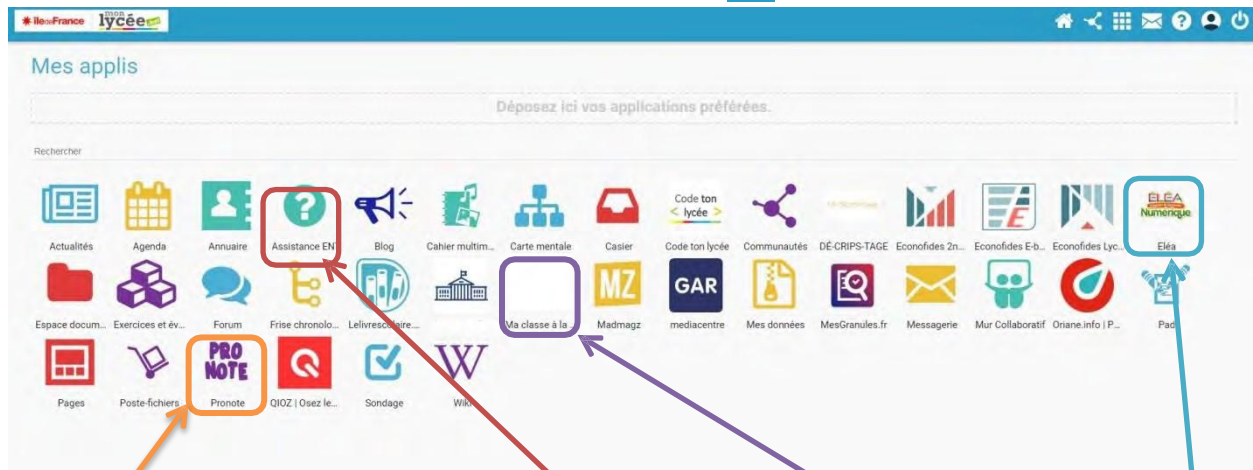 île de France mon lycée
Mes applis
Déposez ici vos applications préférées.
Rechercher
Code ton
< lycée >
ÉLÉA
Numérique
Actualités Agenda Annuaire Assistance EN Blog Cahier multim... Carte mentale Casier Code ton lycée Communautés DÉ-CRIPS-TAGE Econofides 2n... Econofides E-b... Econofides Lyc... Eléa
E
MZ GAR
Espace docum... Exercices et év... Forum Frise chronolo... Lelivrescolaire... Ma classe à la ... Madmagz mediacentre Mes données MesGranules.fr Messagerie Mur Collaboratif Oriane.info | P... Pad
PRO
NOTE
W
Pages Poste-fichiers Pronote QIOZ | Osez le... Sondage Wiki